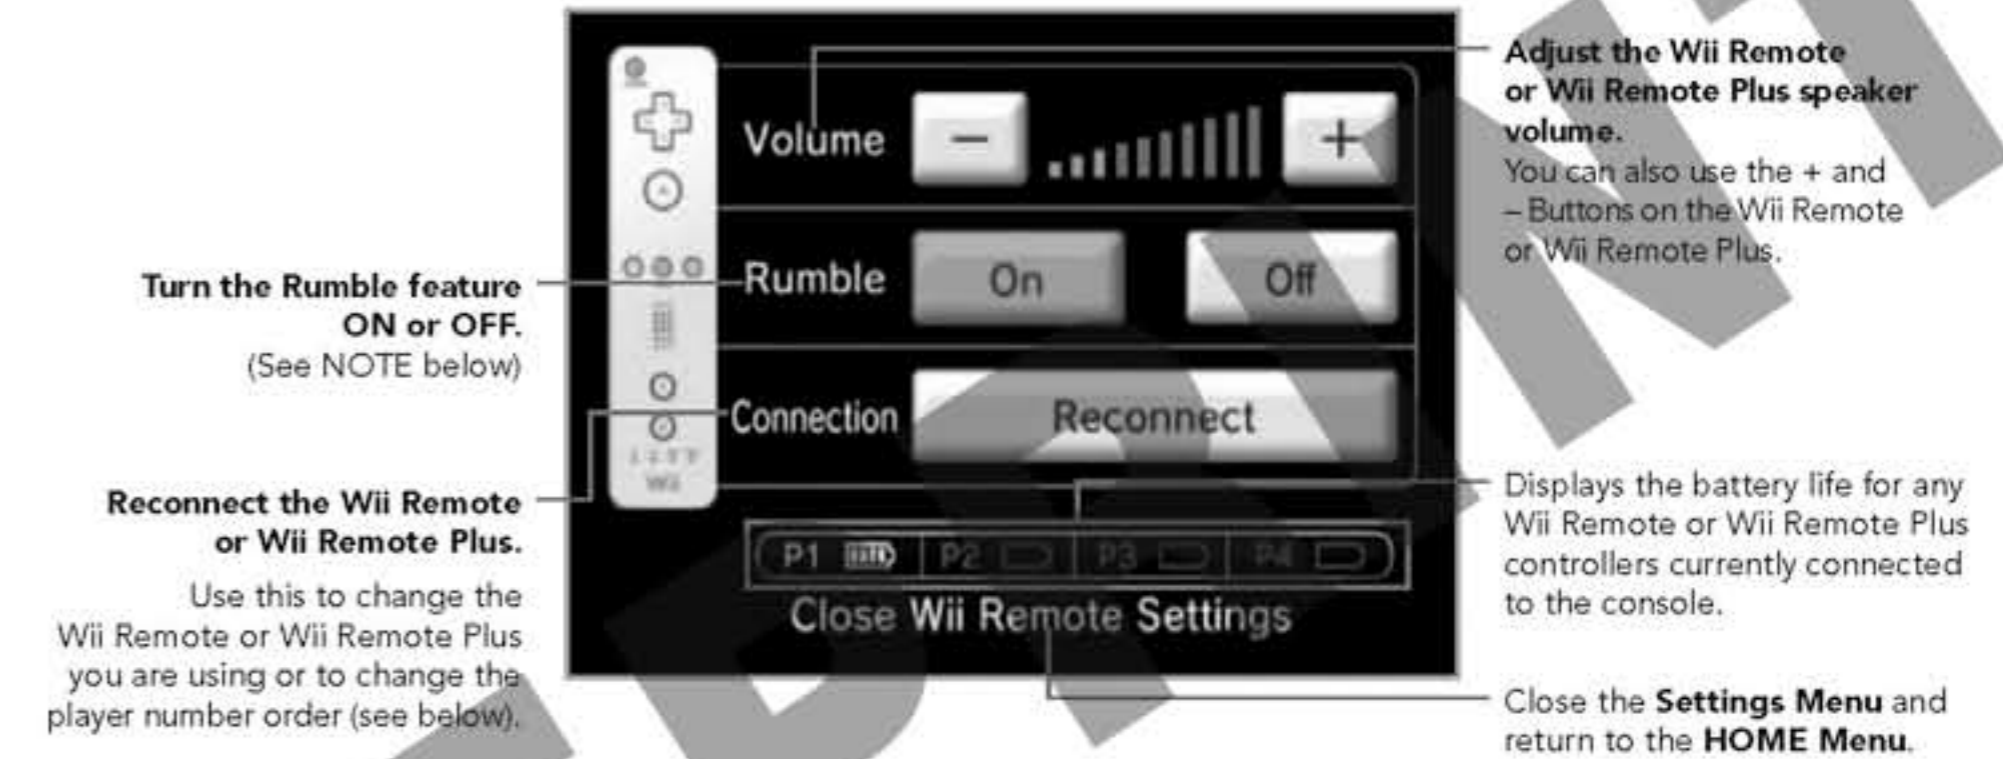 Adjust the Wii Remote
or Wii Remote Plus speaker
volume.
You can also use the + and
– Buttons on the Wii Remote
or Wii Remote Plus.
Volume
−
+
Turn the Rumble feature
ON or OFF.
(See NOTE below)
Rumble
On
Off
Connection
Reconnect
Wii
Reconnect the Wii Remote
or Wii Remote Plus.
Use this to change the
Wii Remote or Wii Remote Plus
you are using or to change the
player number order (see below).
P1
P2
P3
P4
Close Wii Remote Settings
Displays the battery life for any
Wii Remote or Wii Remote Plus
controllers currently connected
to the console.
Close the Settings Menu and
return to the HOME Menu.